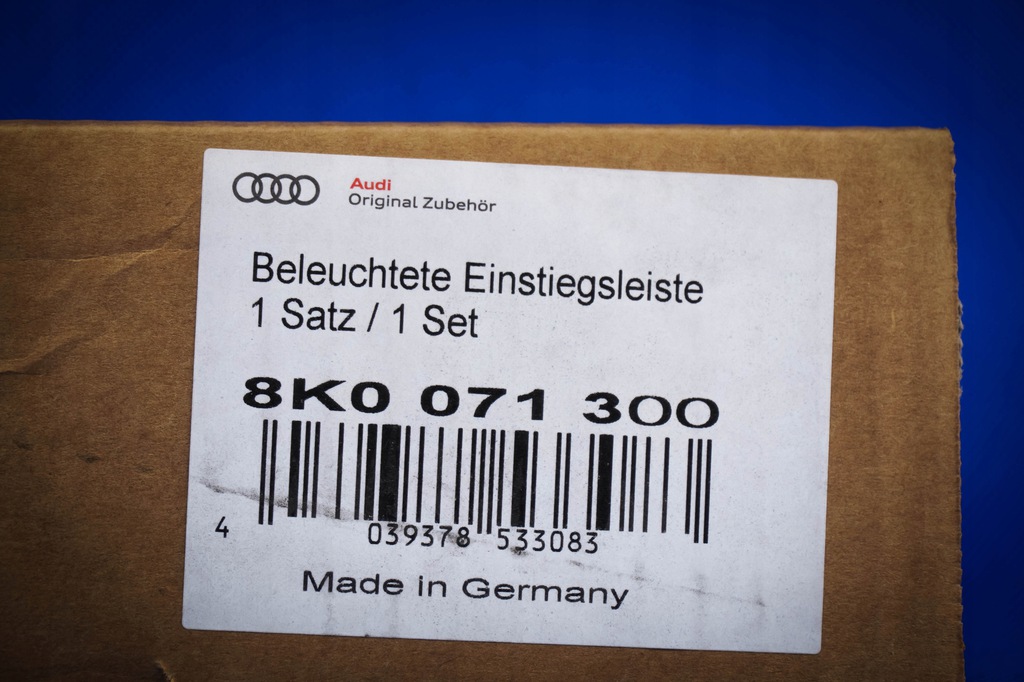 Audi
Original Zubehör
Beleuchtete Einstiegsleiste
1 Satz / 1 Set
8K0 071 300
4 039378 533083
Made in Germany